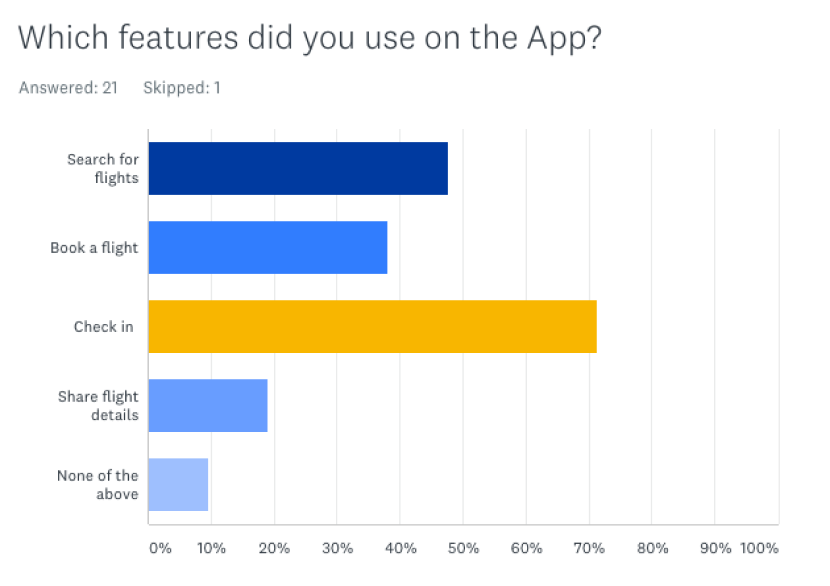 Which features did you use on the App?
Answered: 21 Skipped: 1
Search for
flights
Book a flight
Check in
Share flight
details
None of the
above
0% 10% 20% 30% 40% 50% 60% 70% 80% 90% 100%